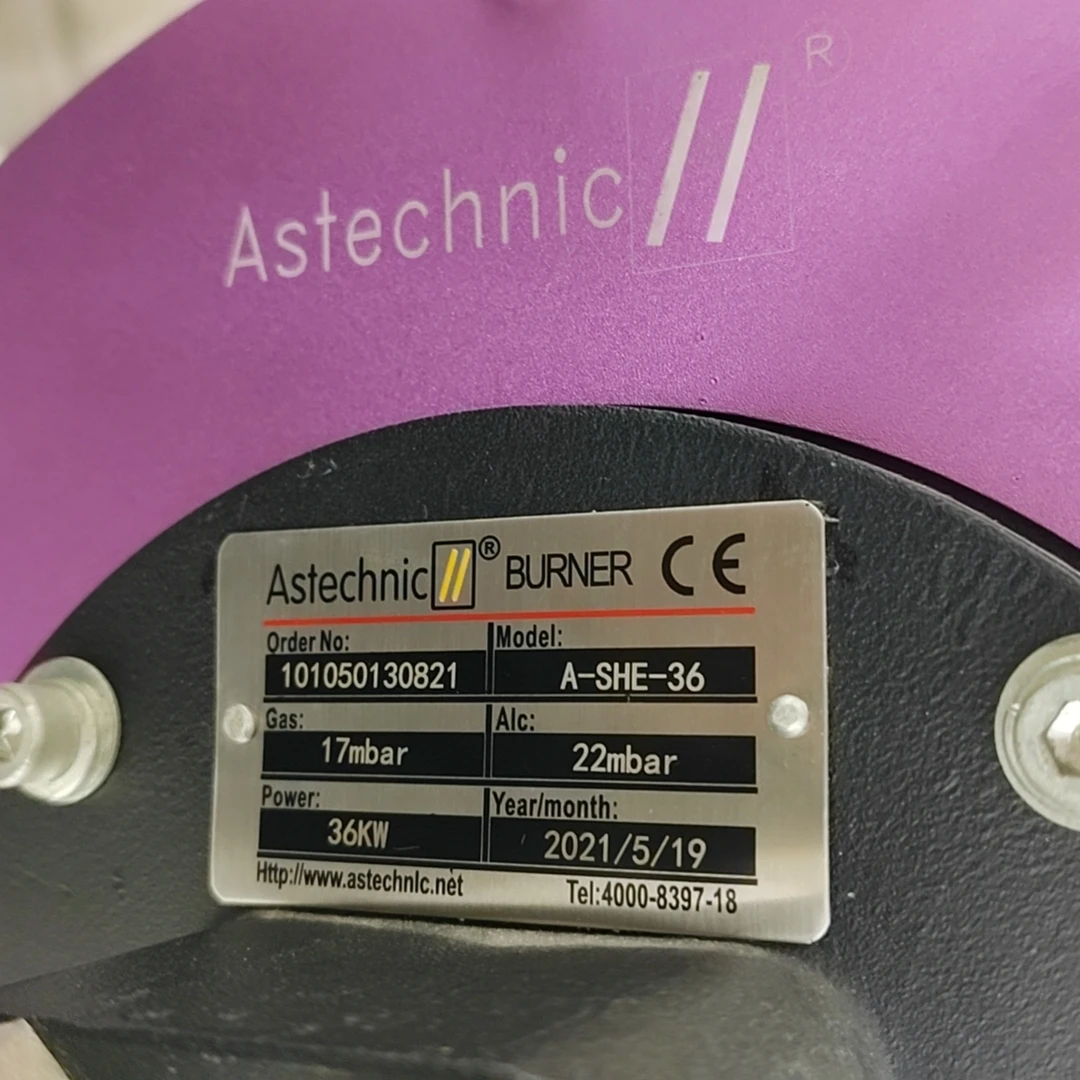 Astechnic ®
Astechnic ® BURNER CE
Order No: Model:
101050130821 A-SHE-36
Gas: Alc:
17mbar 22mbar
Power: Year/month:
36KW 2021/5/19
Http://www.astechnlc.net Tel:4000-8397-18